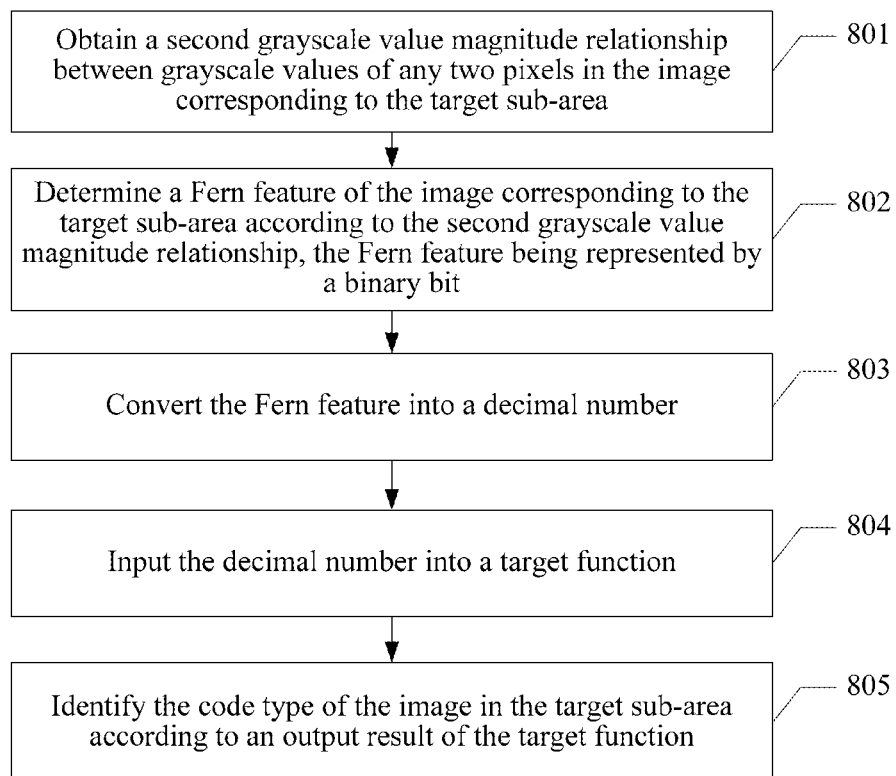 Obtain a second grayscale value magnitude relationship
between grayscale values of any two pixels in the image
corresponding to the target sub-area
801
Determine a Fern feature of the image corresponding to the
target sub-area according to the second grayscale value
magnitude relationship, the Fern feature being represented by
a binary bit
802
Convert the Fern feature into a decimal number
803
Input the decimal number into a target function
804
Identify the code type of the image in the target sub-area
according to an output result of the target function
805